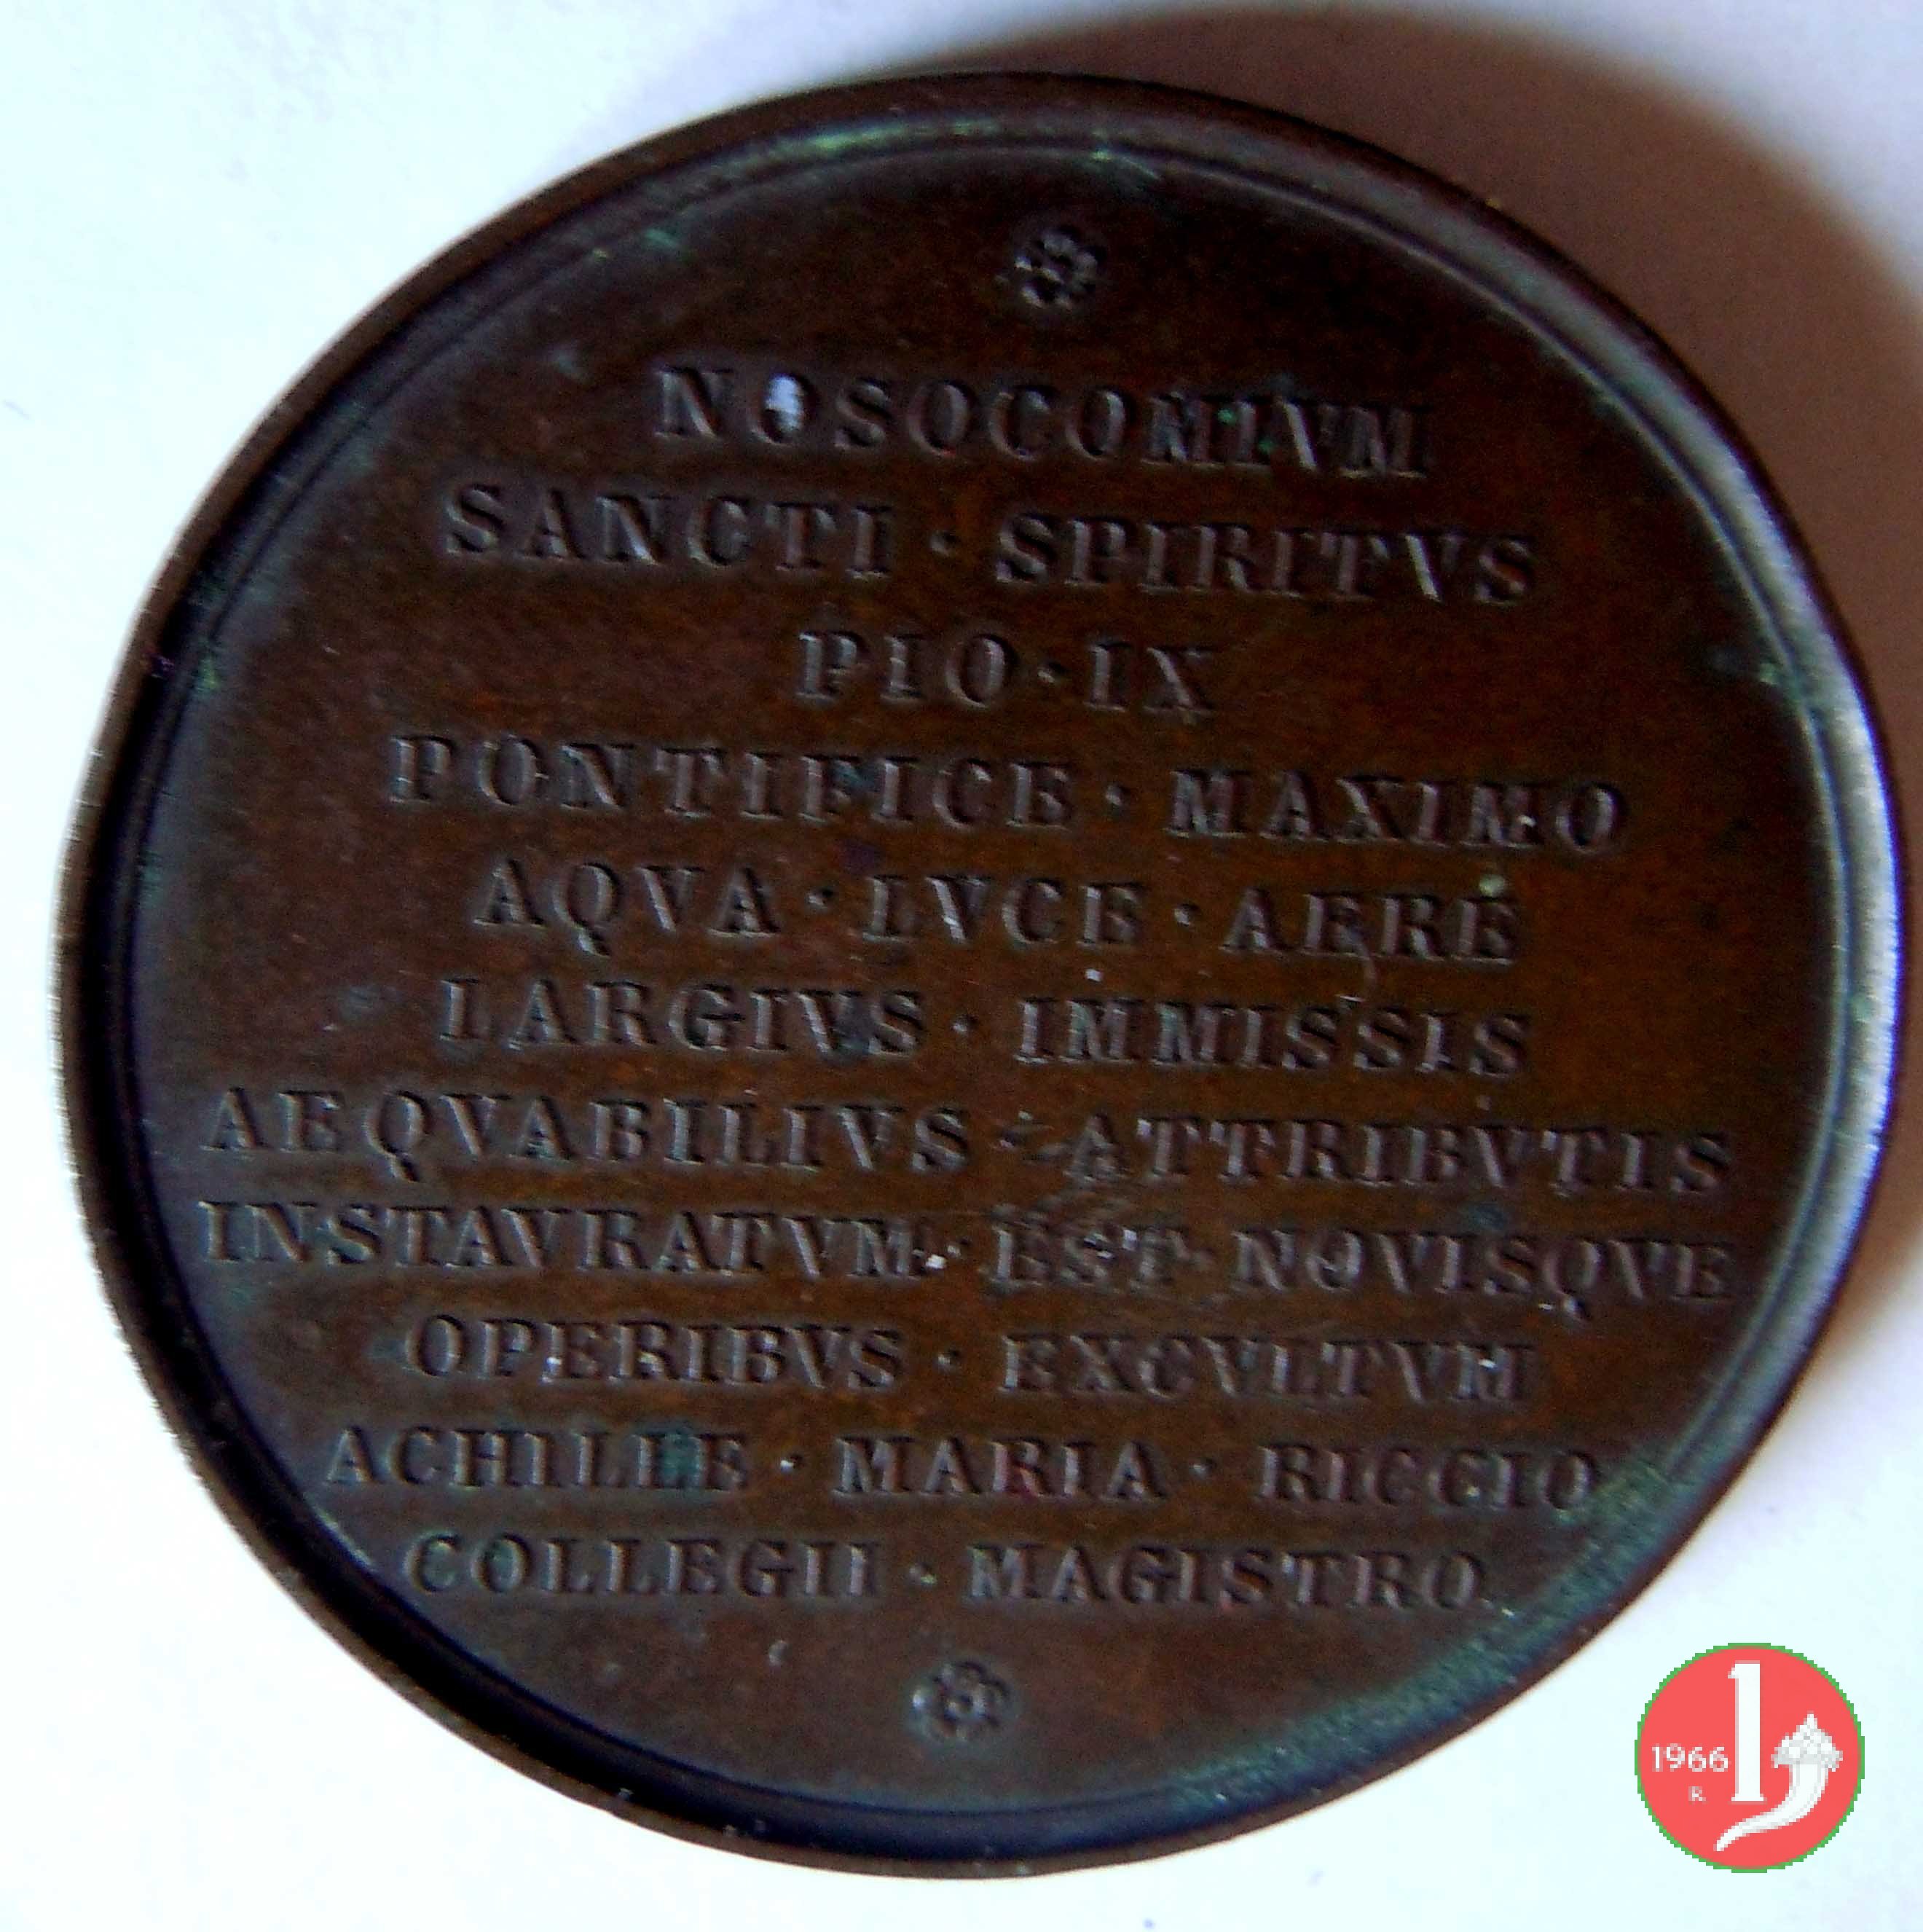 NOSOCOMIVM
SANCTI · SPIRITVS
PIO · IX
PONTIFICE · MAXIMO
AQVA · LVCE · AERE
LARGIVS · IMMISSIS
AEQVABILIVS · ATTRIBVTIS
INSTAVRATVM · EST · NOVISQVE
OPERIBVS · EXCVLTVM
ACHILLE · MARIA · RICCIO
COLLEGII · MAGISTRO
1966
R
1